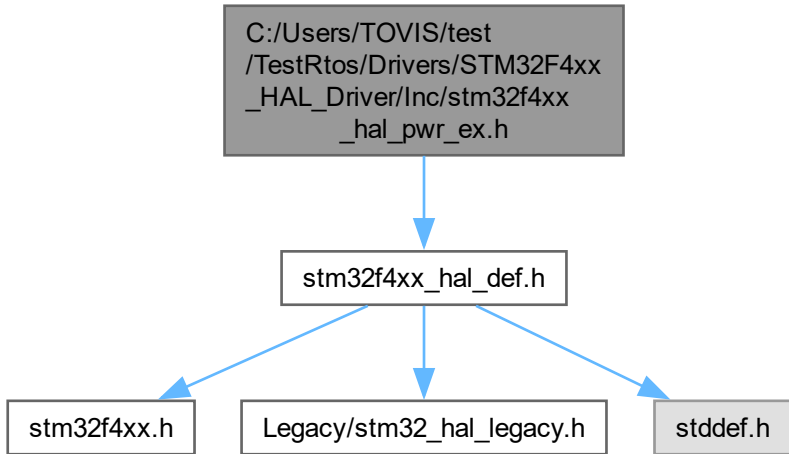 C:/Users/TOVIS/test
/TestRtos/Drivers/STM32F4xx
_HAL_Driver/Inc/stm32f4xx
_hal_pwr_ex.h
stm32f4xx_hal_def.h
stm32f4xx.h
Legacy/stm32_hal_legacy.h
stddef.h